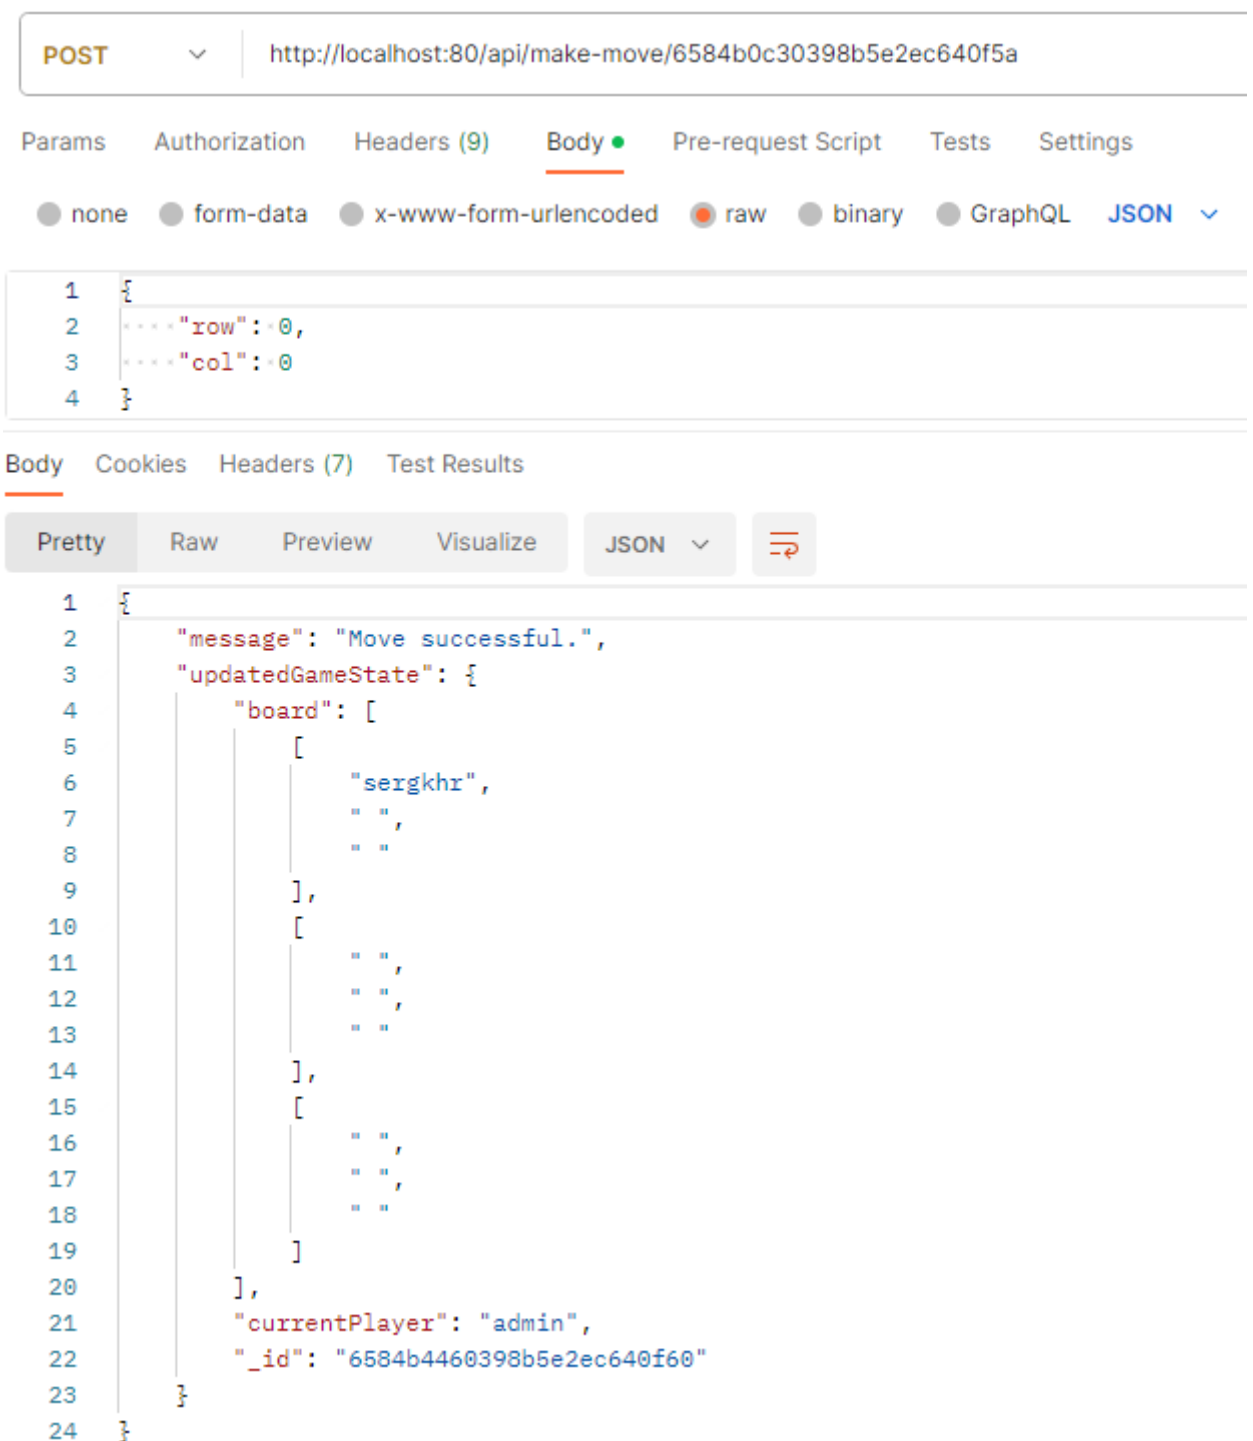 POST http://localhost:80/api/make-move/6584b0c30398b5e2ec640f5a
Params Authorization Headers (9) Body Pre-request Script Tests Settings
none form-data x-www-form-urlencoded raw binary GraphQL JSON
1 {
2 "row": 0,
3 "col": 0
4 }
Body Cookies Headers (7) Test Results
Pretty Raw Preview Visualize JSON
1 {
2 "message": "Move successful.",
3 "updatedGameState": {
4 "board": [
5 [
6 "sergkhr",
7 " ",
8 " "
9 ],
10 [
11 " ",
12 " ",
13 " "
14 ],
15 [
16 " ",
17 " ",
18 " "
19 ]
20 ],
21 "currentPlayer": "admin",
22 "_id": "6584b4460398b5e2ec640f60"
23 }
24 }